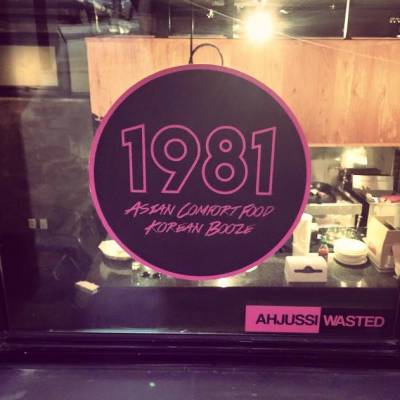 1981
ASIAN COMFORT FOOD
KOREAN BOOZE
AHJUSSI WASTED